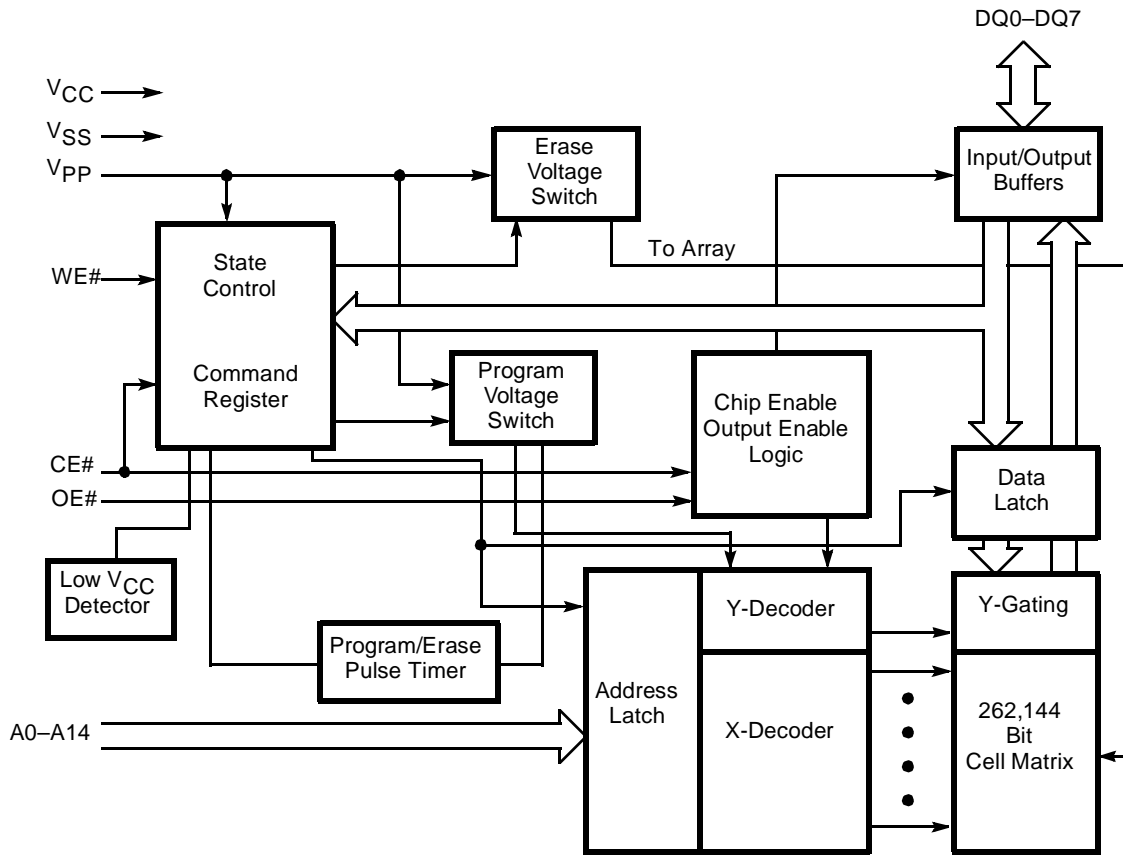 DQ0–DQ7
VCC
VSS
VPP
Erase
Voltage
Switch
Input/Output
Buffers
To Array
WE#
State
Control
Command
Register
Program
Voltage
Switch
Chip Enable
Output Enable
Logic
CE#
OE#
Data
Latch
Low VCC
Detector
Y-Decoder
Y-Gating
Program/Erase
Pulse Timer
Address
Latch
X-Decoder
262,144
Bit
Cell Matrix
A0–A14